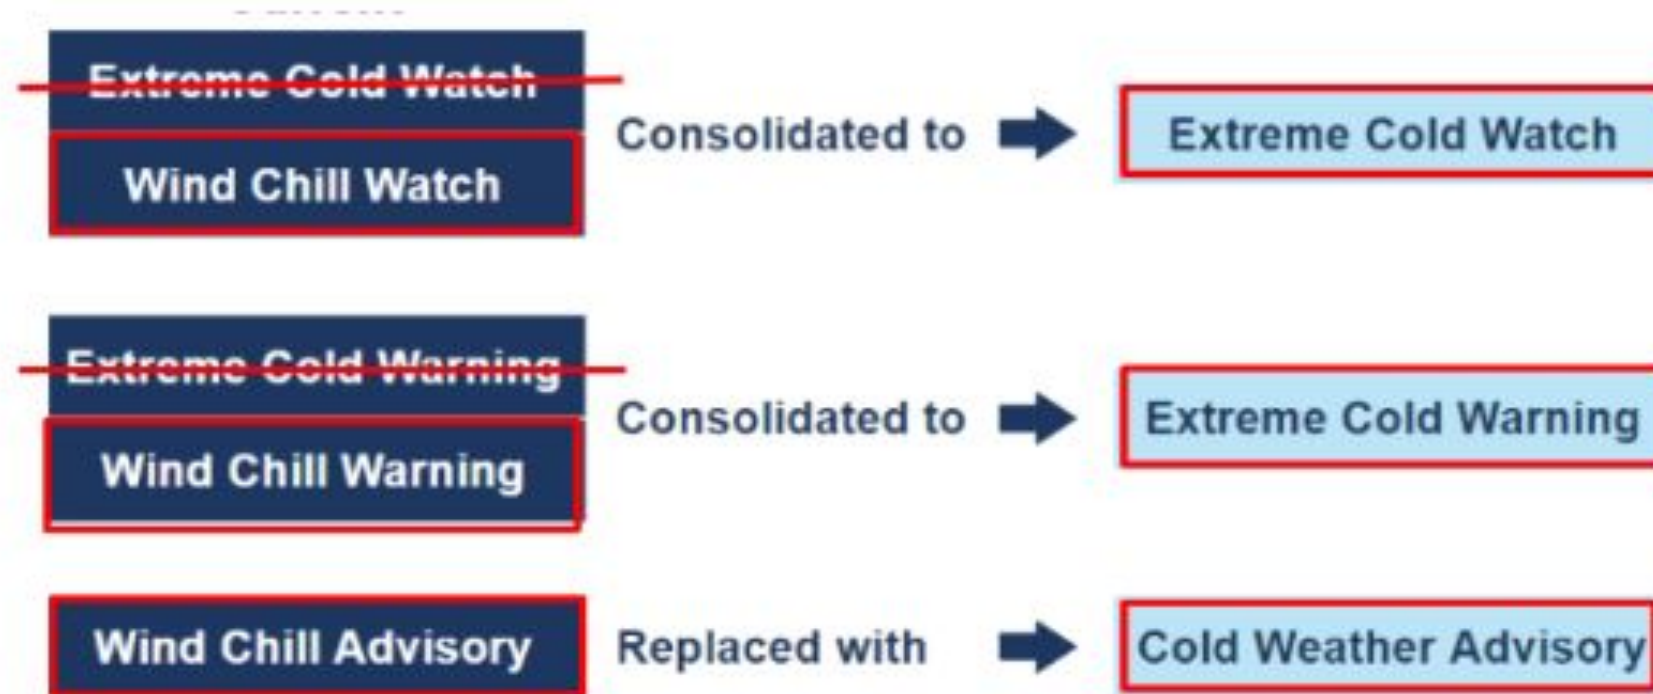 Extreme Cold Watch
Wind Chill Watch
Consolidated to
Extreme Cold Watch
Extreme Cold Warning
Wind Chill Warning
Consolidated to
Extreme Cold Warning
Wind Chill Advisory
Replaced with
Cold Weather Advisory